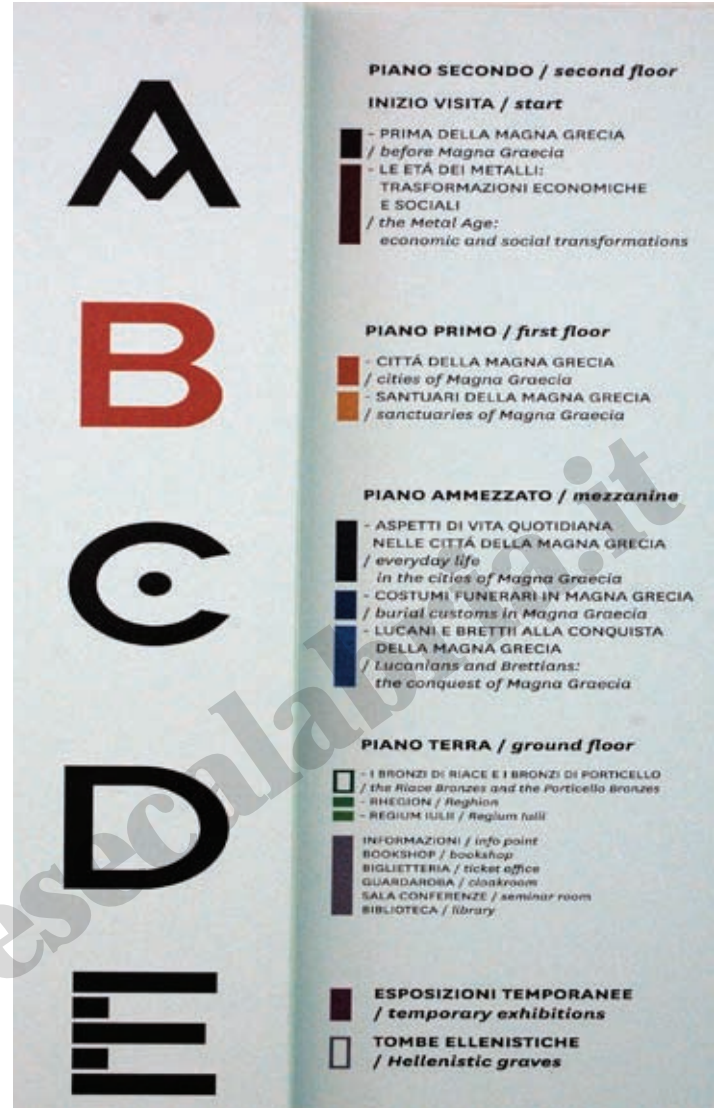 A
PIANO SECONDO / second floor
INIZIO VISITA / start
- PRIMA DELLA MAGNA GRECIA
/ before Magna Graecia
- LE ETÁ DEI METALLI:
TRASFORMAZIONI ECONOMICHE
E SOCIALI
/ the Metal Age:
economic and social transformations
B
PIANO PRIMO / first floor
- CITTÁ DELLA MAGNA GRECIA
/ cities of Magna Graecia
- SANTUARI DELLA MAGNA GRECIA
/ sanctuaries of Magna Graecia
C
PIANO AMMEZZATO / mezzanine
- ASPETTI DI VITA QUOTIDIANA
NELLE CITTÁ DELLA MAGNA GRECIA
/ everyday life
in the cities of Magna Graecia
- COSTUMI FUNERARI IN MAGNA GRECIA
/ burial customs in Magna Graecia
- LUCANI E BRETTII ALLA CONQUISTA
DELLA MAGNA GRECIA
/ Lucanians and Brettians:
the conquest of Magna Graecia
D
PIANO TERRA / ground floor
- I BRONZI DI RIACE E I BRONZI DI PORTICELLO
/ the Riace Bronzes and the Porticello Bronzes
- RHEGION / Reghion
- REGIUM IULII / Regium Iulii
INFORMAZIONI / info point
BOOKSHOP / bookshop
BIGLIETTERIA / ticket office
GUARDAROBA / cloakroom
SALA CONFERENZE / seminar room
BIBLIOTECA / library
E
ESPOSIZIONI TEMPORANEE
/ temporary exhibitions
TOMBE ELLENISTICHE
/ Hellenistic graves
esecalabria.it